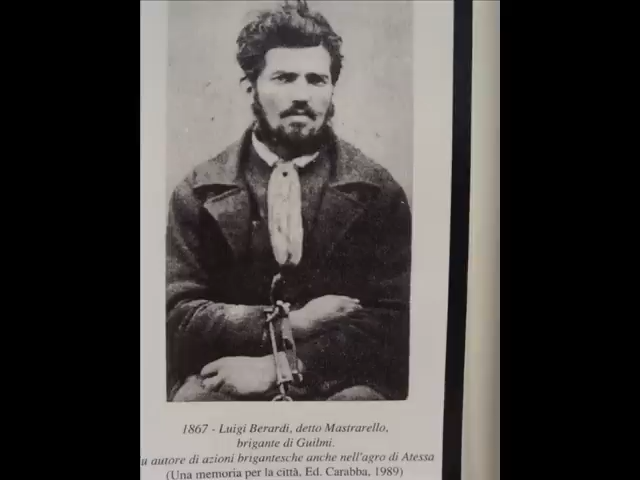 1867 - Luigi Berardi, detto Mastrarello,
brigante di Guilmi.
u autore di azioni brigantesche anche nell'agro di Atessa
(Una memoria per la città, Ed. Carabba, 1989)